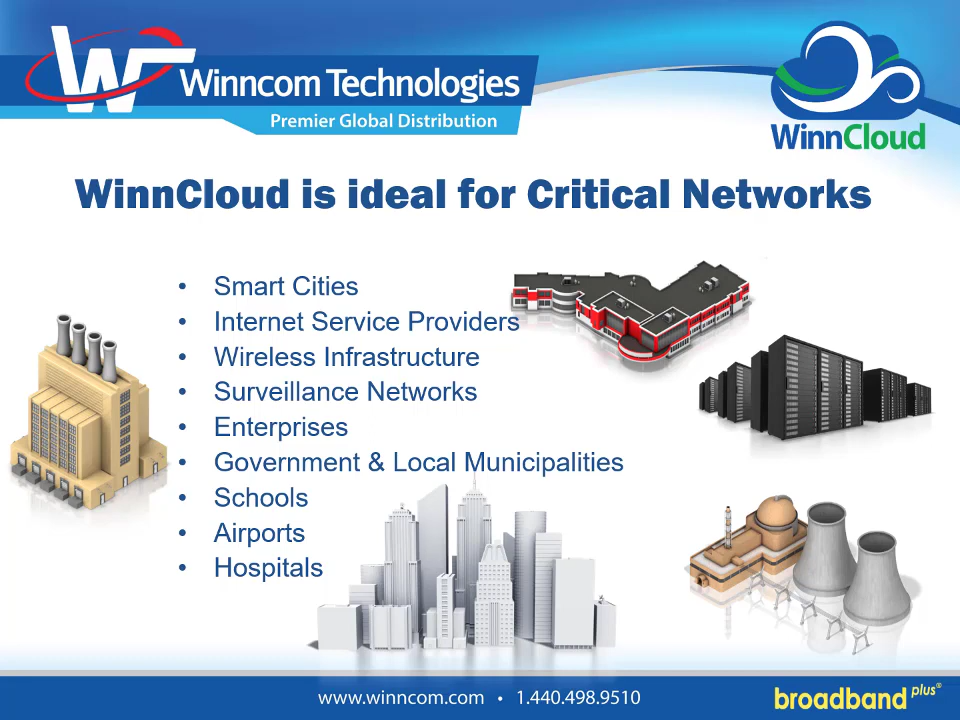 Winncom Technologies
Premier Global Distribution
WinnCloud
WinnCloud is ideal for Critical Networks
• Smart Cities
• Internet Service Providers
• Wireless Infrastructure
• Surveillance Networks
• Enterprises
• Government & Local Municipalities
• Schools
• Airports
• Hospitals
www.winncom.com • 1.440.498.9510
broadband plus®